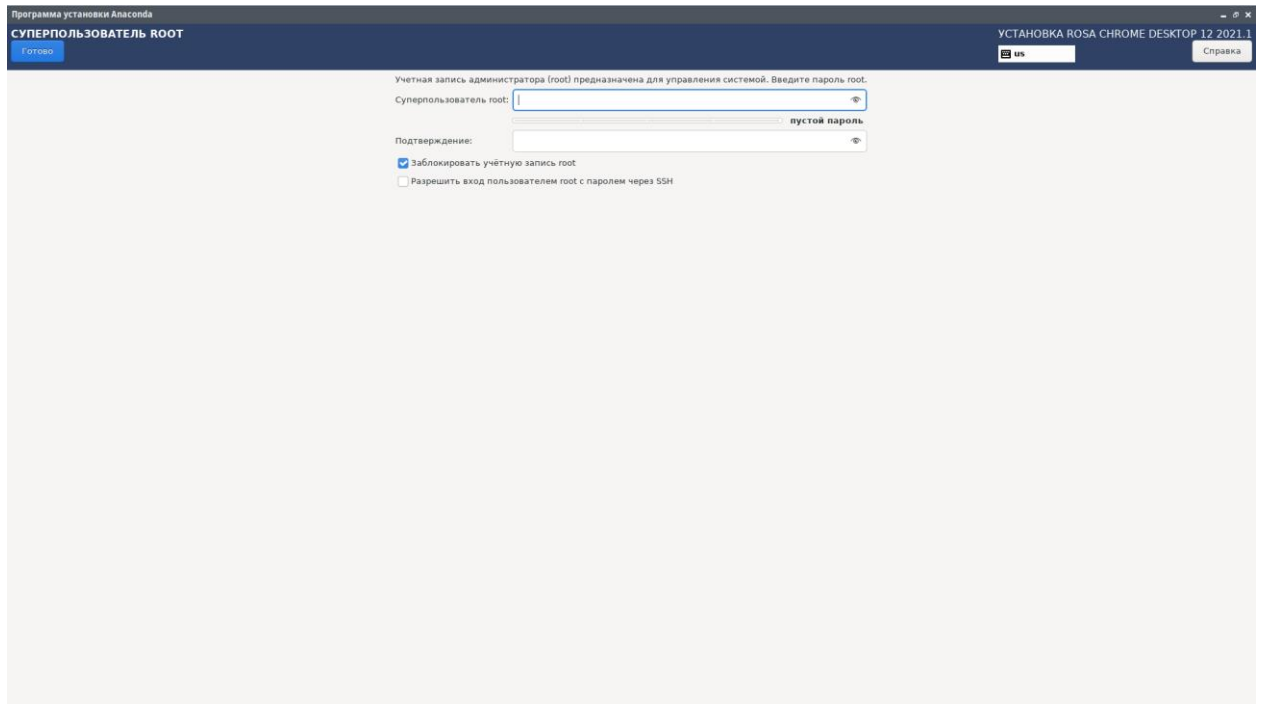 Программа установки Anaconda
СУПЕРПОЛЬЗОВАТЕЛЬ ROOT
УСТАНОВКА ROSA CHROME DESKTOP 12 2021.1
Готово
us
Справка
Учетная запись администратора (root) предназначена для управления системой. Введите пароль root.
Суперпользователь root:
пустой пароль
Подтверждение:
Заблокировать учётную запись root
Разрешить вход пользователем root с паролем через SSH